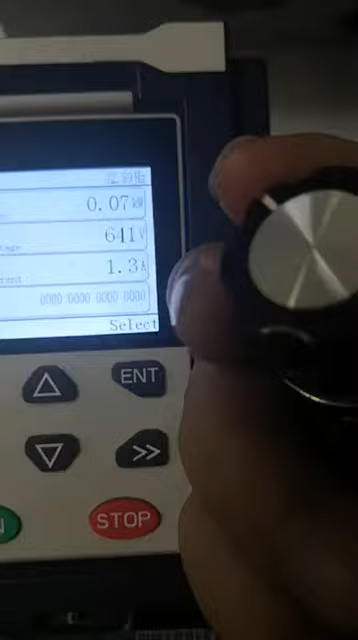 0.07kW
641V
1.3A
0000 0000 0000 0000
Select
ENT
>>
STOP